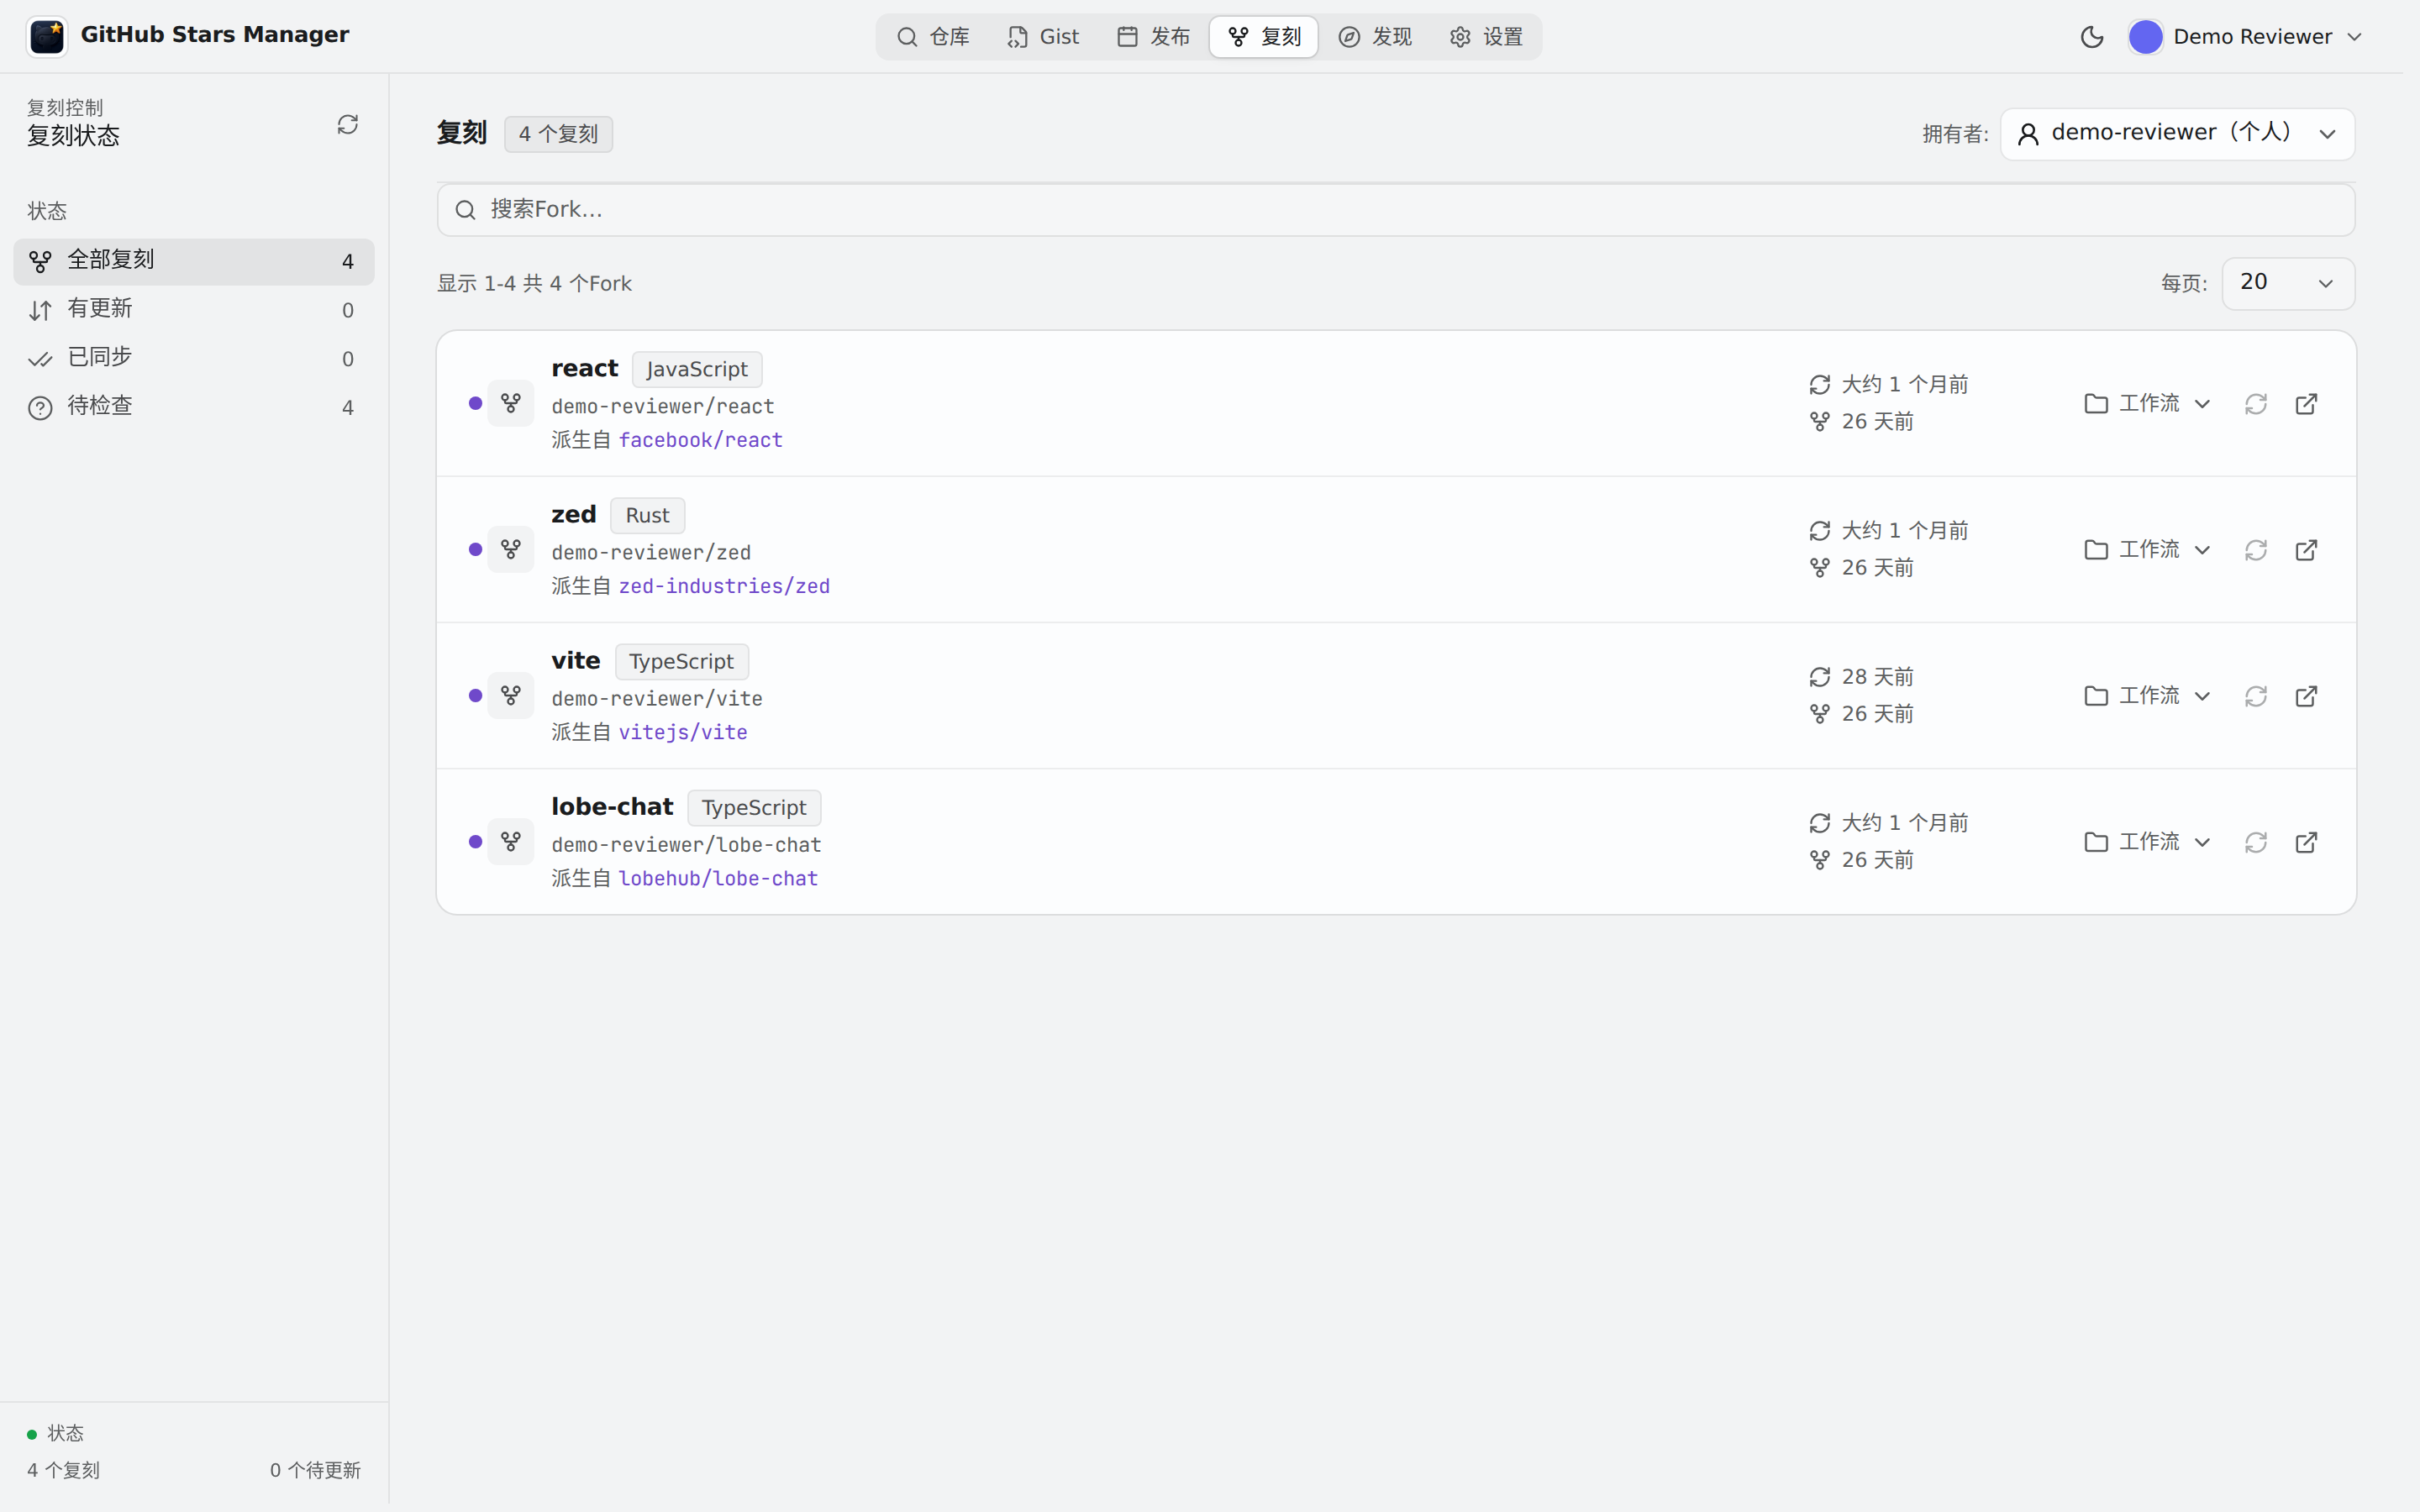 GitHub Stars Manager
仓库
Gist
发布
复刻
发现
设置
Demo Reviewer
复刻控制
复刻状态
状态
全部复刻 4
有更新 0
已同步 0
待检查 4
状态
4 个复刻 0 个待更新
复刻 4 个复刻
拥有者: demo-reviewer（个人）
搜索Fork...
显示 1-4 共 4 个Fork
每页: 20
react JavaScript
demo-reviewer/react
派生自 facebook/react
大约 1 个月前
26 天前
工作流
zed Rust
demo-reviewer/zed
派生自 zed-industries/zed
大约 1 个月前
26 天前
工作流
vite TypeScript
demo-reviewer/vite
派生自 vitejs/vite
28 天前
26 天前
工作流
lobe-chat TypeScript
demo-reviewer/lobe-chat
派生自 lobehub/lobe-chat
大约 1 个月前
26 天前
工作流